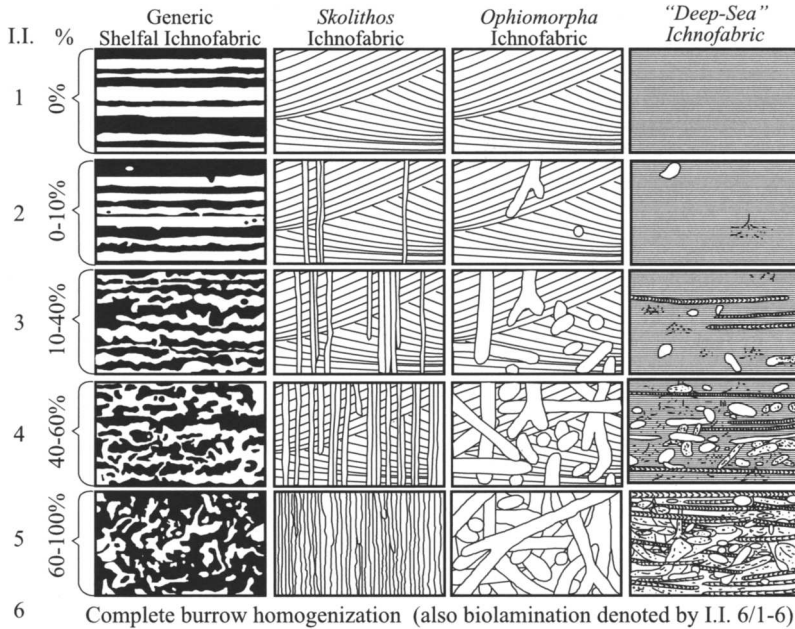 Generic Skolithos Ophiomorpha "Deep-Sea"
I.I. % Shelfal Ichnofabric Ichnofabric Ichnofabric Ichnofabric
1 0%
2 0-10%
3 10-40%
4 40-60%
5 60-100%
6 Complete burrow homogenization (also biolamination denoted by I.I. 6/1-6)